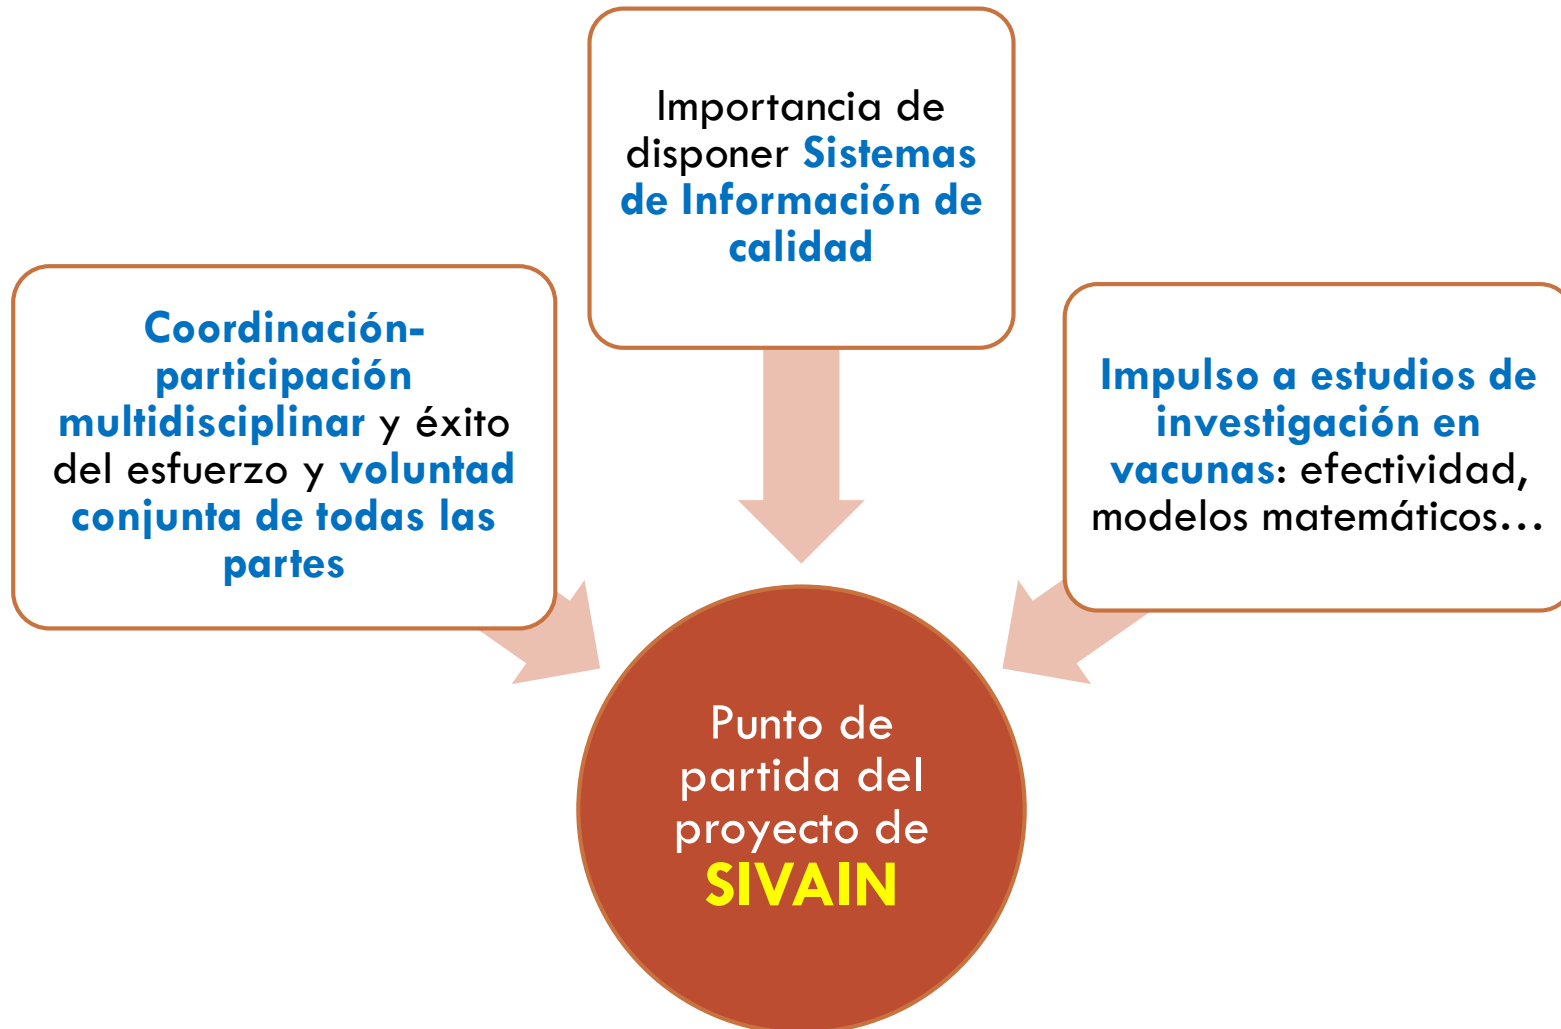 Importancia de
disponer Sistemas
de Información de
calidad
Coordinación-
participación
multidisciplinar y éxito
del esfuerzo y voluntad
conjunta de todas las
partes
Impulso a estudios de
investigación en
vacunas: efectividad,
modelos matemáticos...
Punto de
partida del
proyecto de
SIVAIN